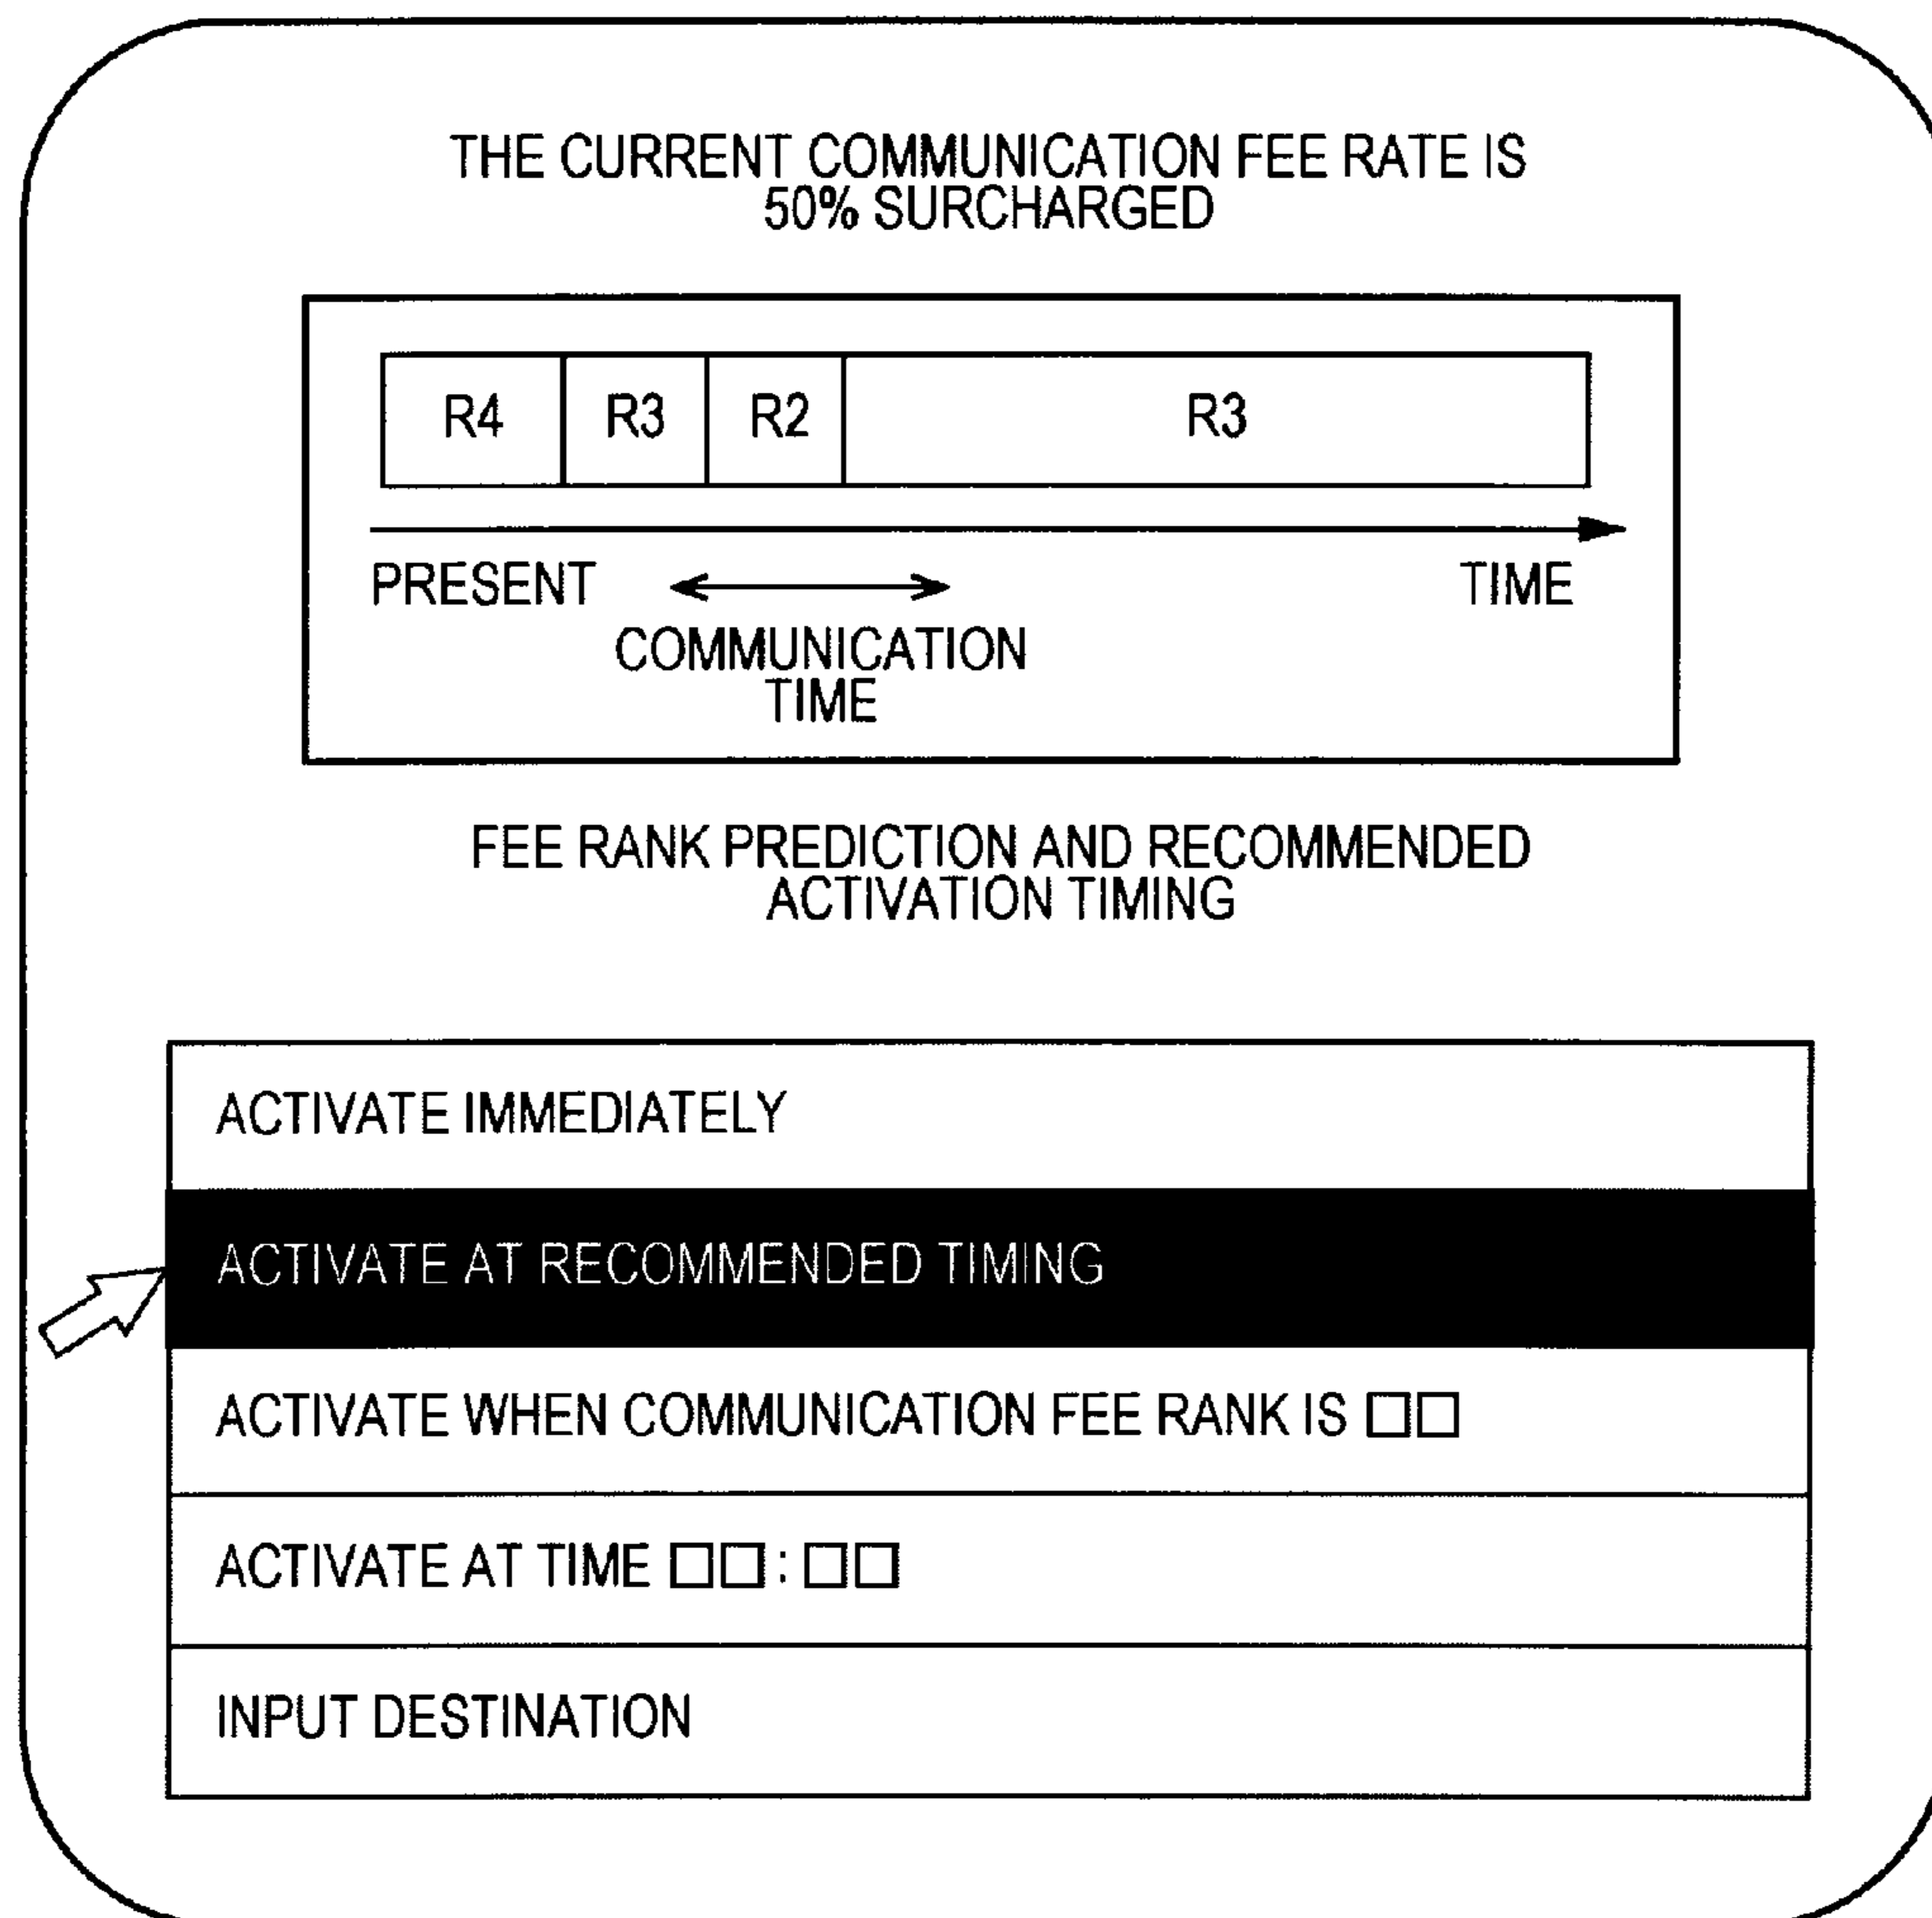 THE CURRENT COMMUNICATION FEE RATE IS
50% SURCHARGED
R4 R3 R2 R3
PRESENT TIME
COMMUNICATION
TIME
FEE RANK PREDICTION AND RECOMMENDED
ACTIVATION TIMING
ACTIVATE IMMEDIATELY
ACTIVATE AT RECOMMENDED TIMING
ACTIVATE WHEN COMMUNICATION FEE RANK IS □□
ACTIVATE AT TIME □□:□□
INPUT DESTINATION